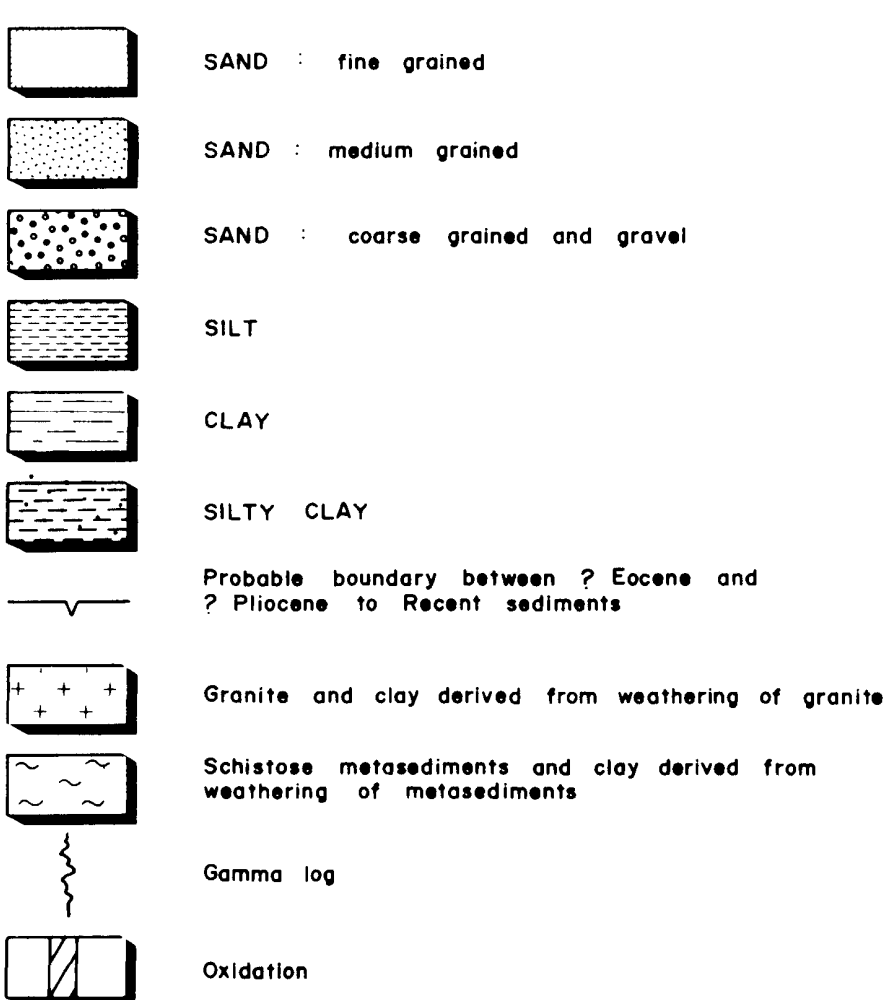 SAND : fine grained
SAND : medium grained
SAND : coarse grained and gravel
SILT
CLAY
SILTY CLAY
Probable boundary between ? Eocene and
? Pliocene to Recent sediments
Granite and clay derived from weathering of granite
Schistose metasediments and clay derived from
weathering of metasediments
Gamma log
Oxidation